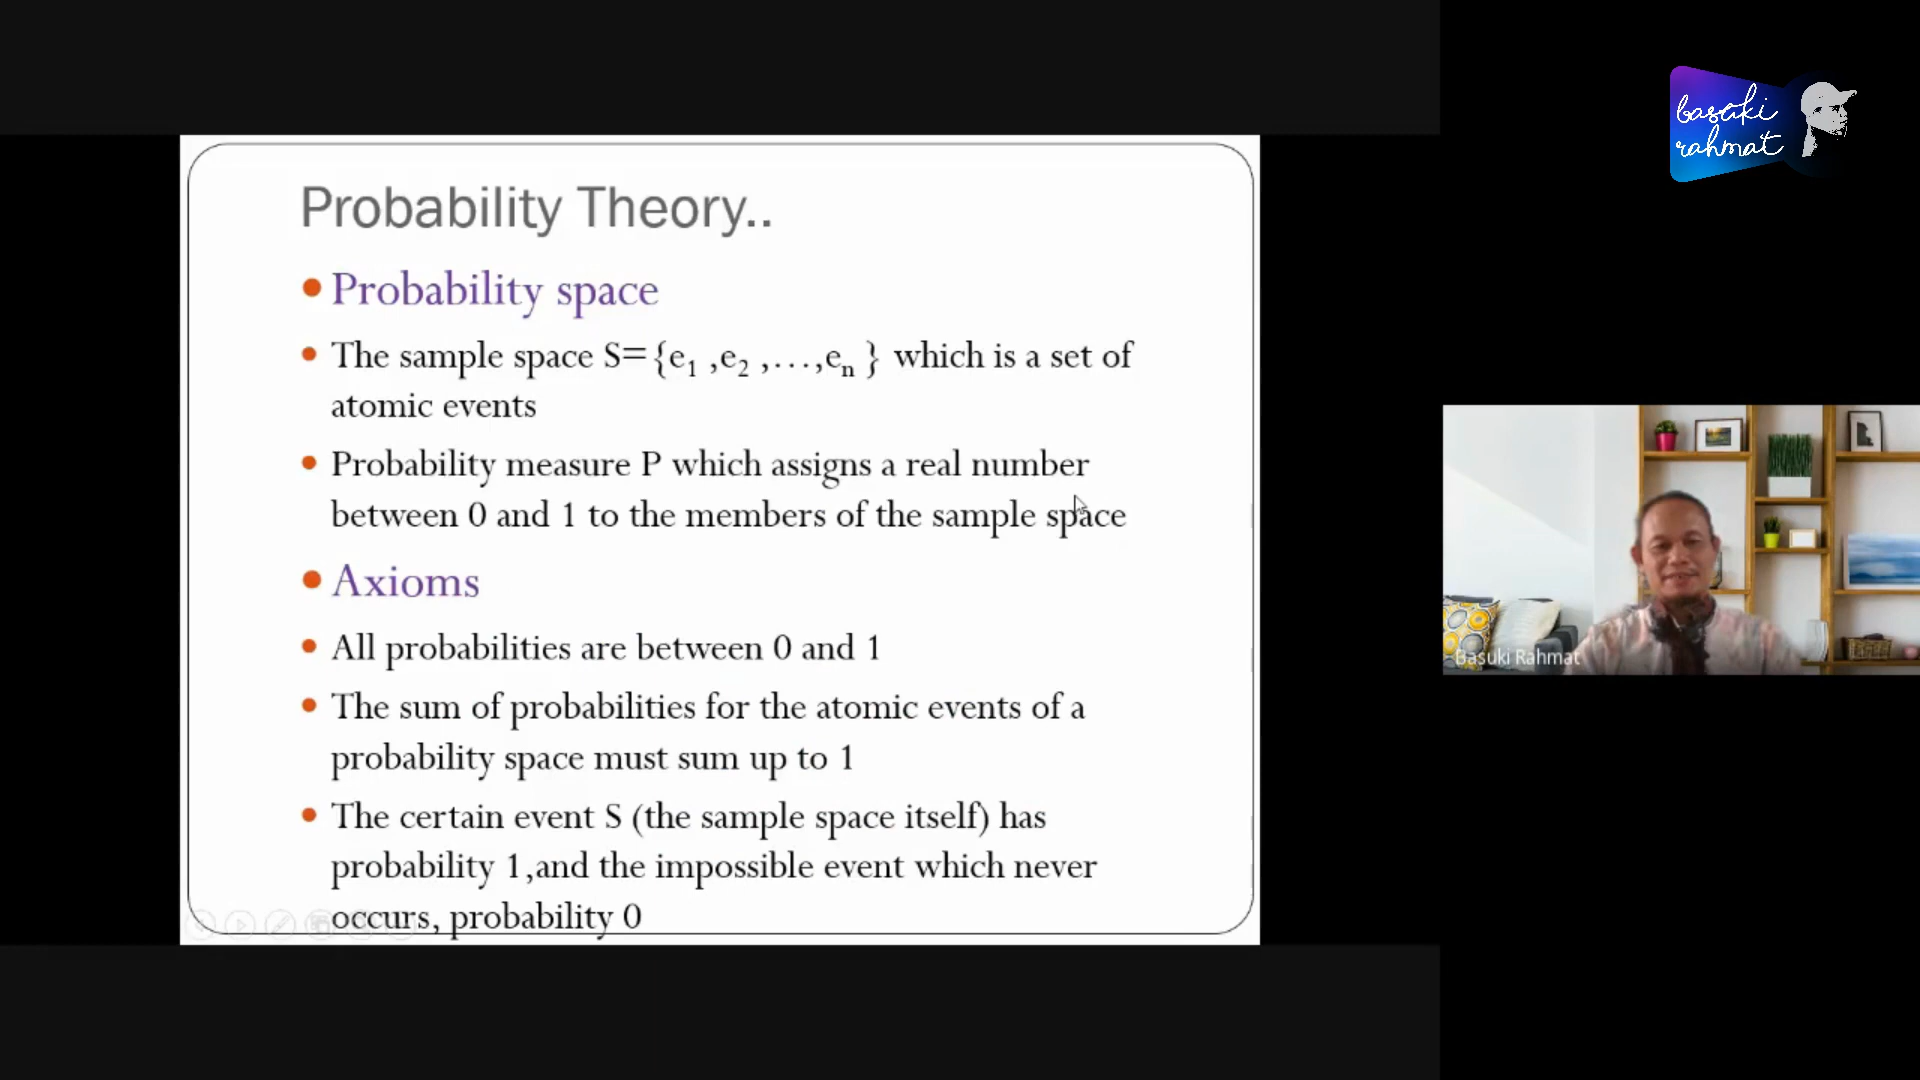 Probability Theory..
• Probability space
• The sample space S={e1 ,e2 ,...,en } which is a set of
atomic events
• Probability measure P which assigns a real number
between 0 and 1 to the members of the sample space
• Axioms
• All probabilities are between 0 and 1
• The sum of probabilities for the atomic events of a
probability space must sum up to 1
• The certain event S (the sample space itself) has
probability 1,and the impossible event which never
occurs, probability 0
basuki
rahmat
Basuki Rahmat